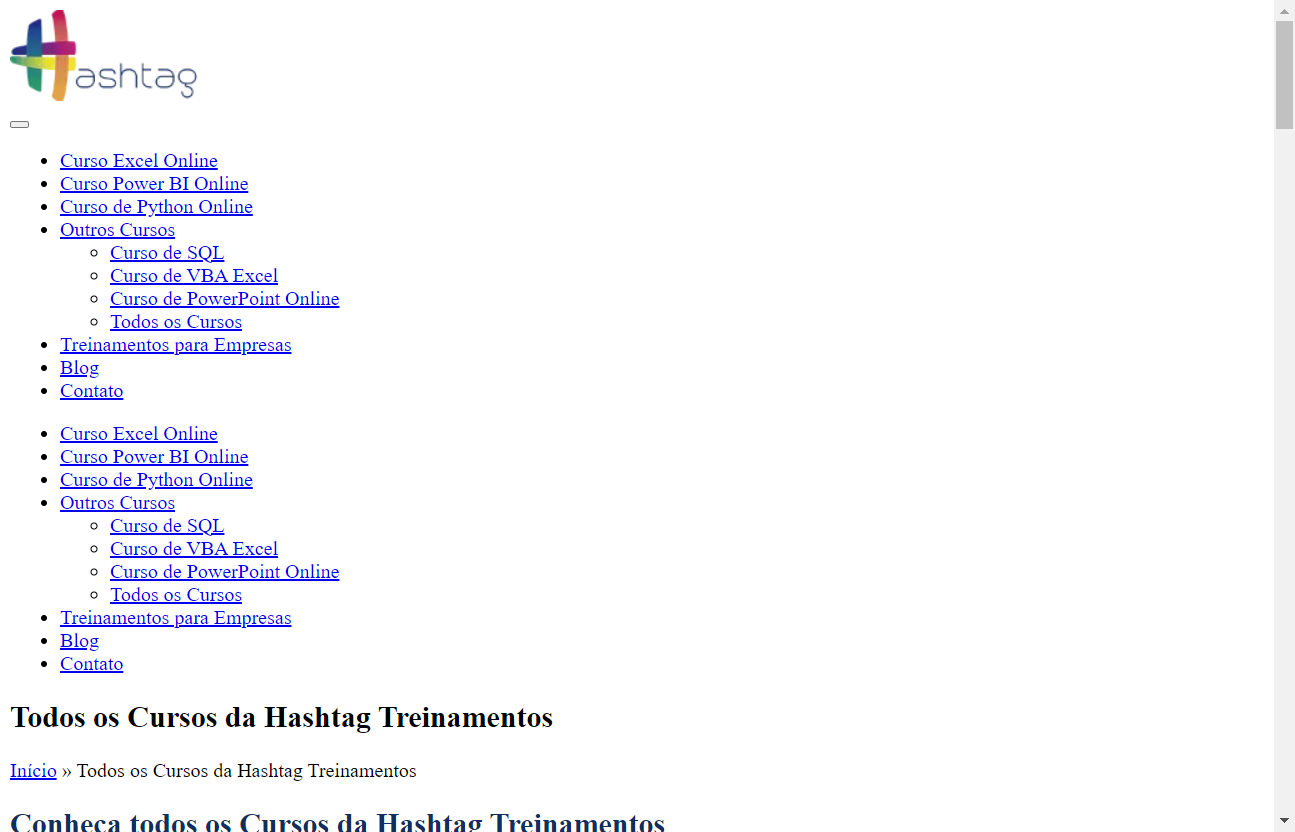 Hashtag
Curso Excel Online
Curso Power BI Online
Curso de Python Online
Outros Cursos
Curso de SQL
Curso de VBA Excel
Curso de PowerPoint Online
Todos os Cursos
Treinamentos para Empresas
Blog
Contato
Curso Excel Online
Curso Power BI Online
Curso de Python Online
Outros Cursos
Curso de SQL
Curso de VBA Excel
Curso de PowerPoint Online
Todos os Cursos
Treinamentos para Empresas
Blog
Contato
Todos os Cursos da Hashtag Treinamentos
Início » Todos os Cursos da Hashtag Treinamentos
Conheça todos os Cursos da Hashtag Treinamentos